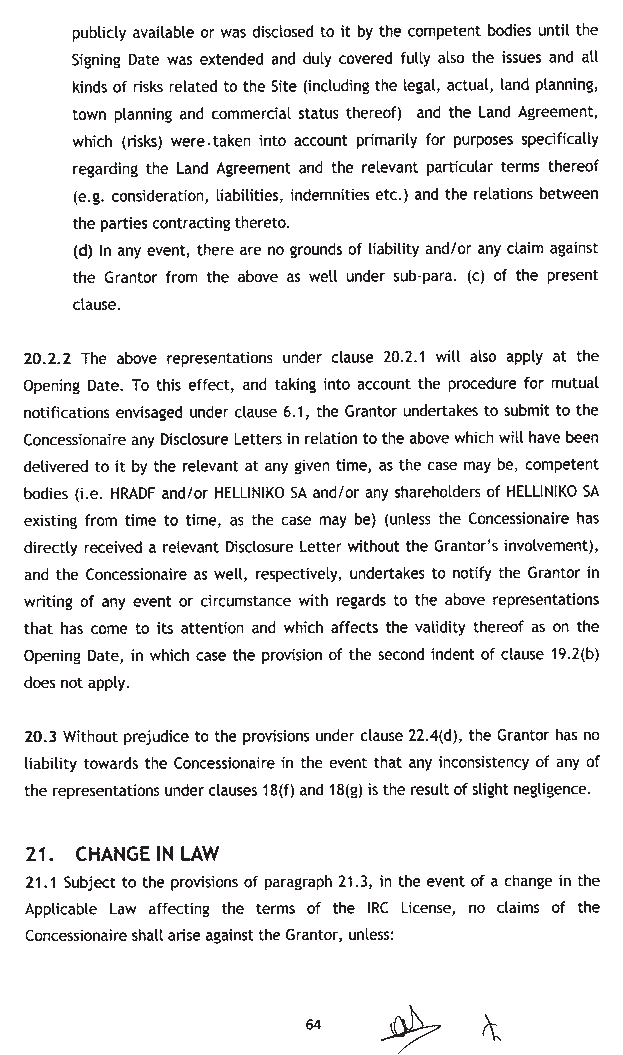 publicly available or was disclosed to it by the competent bodies until the
Signing Date was extended and duly covered fully also the issues and all
kinds of risks related to the Site (including the legal, actual, land planning,
town planning and commercial status thereof) and the Land Agreement,
which (risks) were.taken into account primarily for purposes specifically
regarding the Land Agreement and the relevant particular terms thereof
(e.g. consideration, liabilities, indemnities etc.) and the relations between
the parties contracting thereto.
(d) In any event, there are no grounds of liability and/or any claim against
the Grantor from the above as well under sub-para. (c) of the present
clause.
20.2.2 The above representations under clause 20.2.1 will also apply at the
Opening Date. To this effect, and taking into account the procedure for mutual
notifications envisaged under clause 6.1, the Grantor undertakes to submit to the
Concessionaire any Disclosure Letters in relation to the above which will have been
delivered to it by the relevant at any given time, as the case may be, competent
bodies (i.e. HRADF and/or HELLINIKO SA and/or any shareholders of HELLINIKO SA
existing from time to time, as the case may be) (unless the Concessionaire has
directly received a relevant Disclosure Letter without the Grantor's involvement),
and the Concessionaire as well, respectively, undertakes to notify the Grantor in
writing of any event or circumstance with regards to the above representations
that has come to its attention and which affects the validity thereof as on the
Opening Date, in which case the provision of the second indent of clause 19.2(b)
does not apply.
20.3 Without prejudice to the provisions under clause 22.4(d), the Grantor has no
liability towards the Concessionaire in the event that any inconsistency of any of
the representations under clauses 18(f) and 18(g) is the result of slight negligence.
21. CHANGE IN LAW
21.1 Subject to the provisions of paragraph 21.3, in the event of a change in the
Applicable Law affecting the terms of the IRC License, no claims of the
Concessionaire shall arise against the Grantor, unless:
64